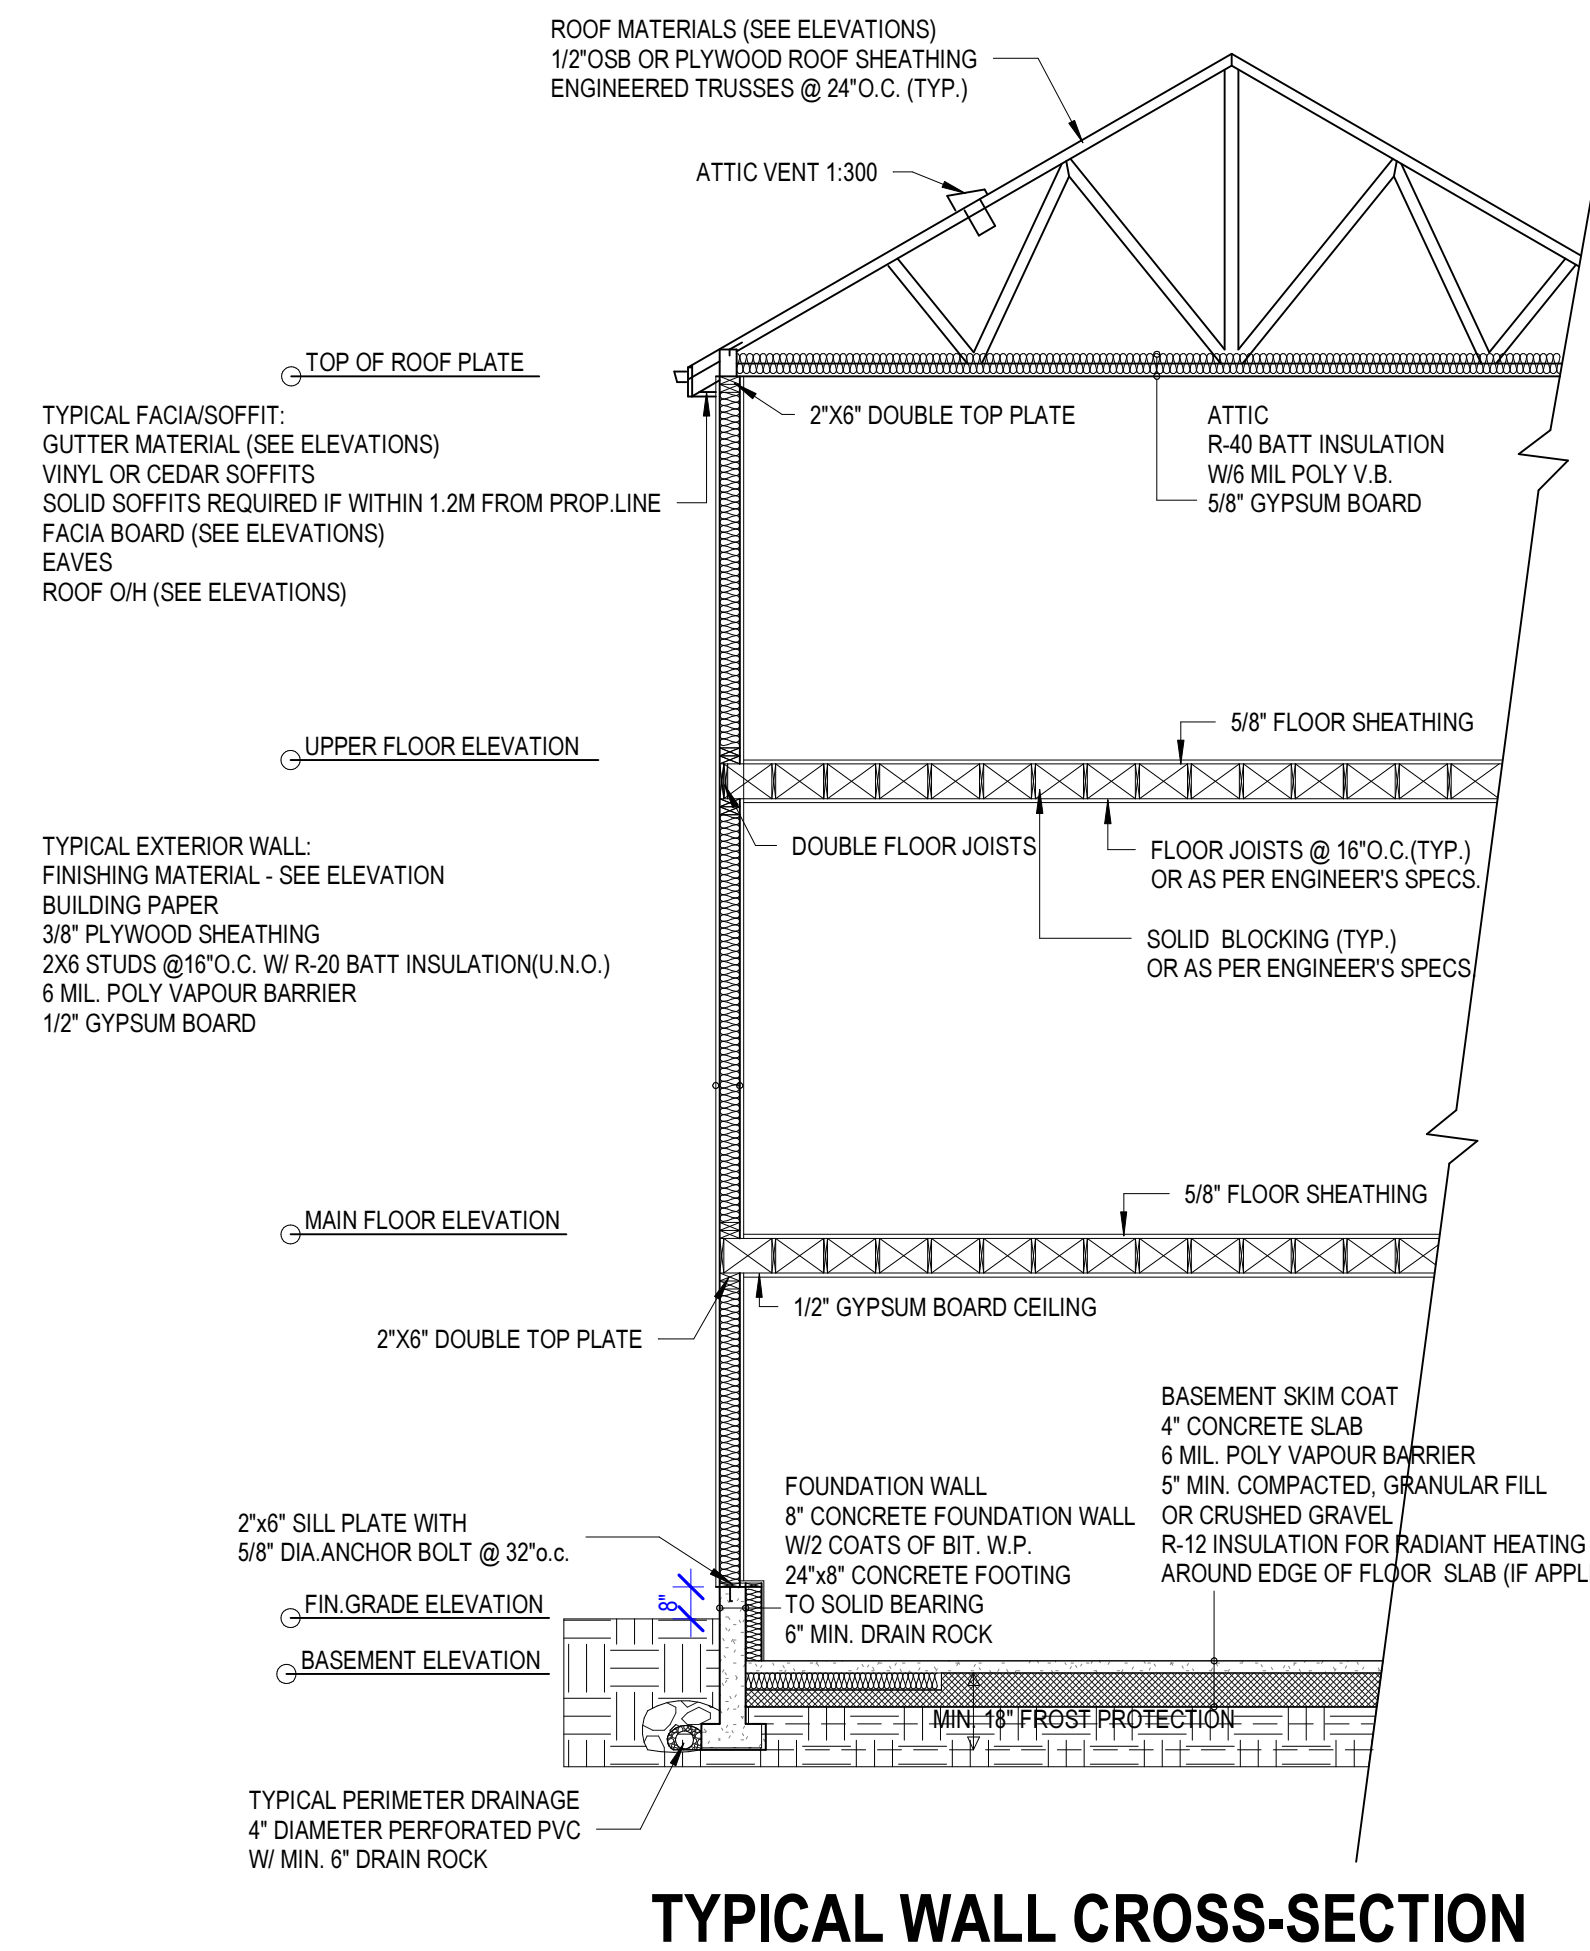 ROOF MATERIALS (SEE ELEVATIONS)
1/2"OSB OR PLYWOOD ROOF SHEATHING
ENGINEERED TRUSSES @ 24"O.C. (TYP.)
ATTIC VENT 1:300
TOP OF ROOF PLATE
TYPICAL FACIA/SOFFIT:
GUTTER MATERIAL (SEE ELEVATIONS)
VINYL OR CEDAR SOFFITS
SOLID SOFFITS REQUIRED IF WITHIN 1.2M FROM PROP.LINE
FACIA BOARD (SEE ELEVATIONS)
EAVES
ROOF O/H (SEE ELEVATIONS)
2"X6" DOUBLE TOP PLATE
ATTIC
R-40 BATT INSULATION
W/6 MIL POLY V.B.
5/8" GYPSUM BOARD
UPPER FLOOR ELEVATION
5/8" FLOOR SHEATHING
DOUBLE FLOOR JOISTS
FLOOR JOISTS @ 16"O.C.(TYP.)
OR AS PER ENGINEER'S SPECS.
SOLID BLOCKING (TYP.)
OR AS PER ENGINEER'S SPECS.
TYPICAL EXTERIOR WALL:
FINISHING MATERIAL - SEE ELEVATION
BUILDING PAPER
3/8" PLYWOOD SHEATHING
2X6 STUDS @16"O.C. W/ R-20 BATT INSULATION(U.N.O.)
6 MIL. POLY VAPOUR BARRIER
1/2" GYPSUM BOARD
MAIN FLOOR ELEVATION
5/8" FLOOR SHEATHING
1/2" GYPSUM BOARD CEILING
2"X6" DOUBLE TOP PLATE
BASEMENT SKIM COAT
4" CONCRETE SLAB
6 MIL. POLY VAPOUR BARRIER
5" MIN. COMPACTED, GRANULAR FILL
OR CRUSHED GRAVEL
R-12 INSULATION FOR RADIANT HEATING
AROUND EDGE OF FLOOR SLAB (IF APPL
FOUNDATION WALL
8" CONCRETE FOUNDATION WALL
W/2 COATS OF BIT. W.P.
24"x8" CONCRETE FOOTING
TO SOLID BEARING
6" MIN. DRAIN ROCK
2"x6" SILL PLATE WITH
5/8" DIA.ANCHOR BOLT @ 32"o.c.
8"
FIN.GRADE ELEVATION
BASEMENT ELEVATION
MIN. 18" FROST PROTECTION
TYPICAL PERIMETER DRAINAGE
4" DIAMETER PERFORATED PVC
W/ MIN. 6" DRAIN ROCK
TYPICAL WALL CROSS-SECTION